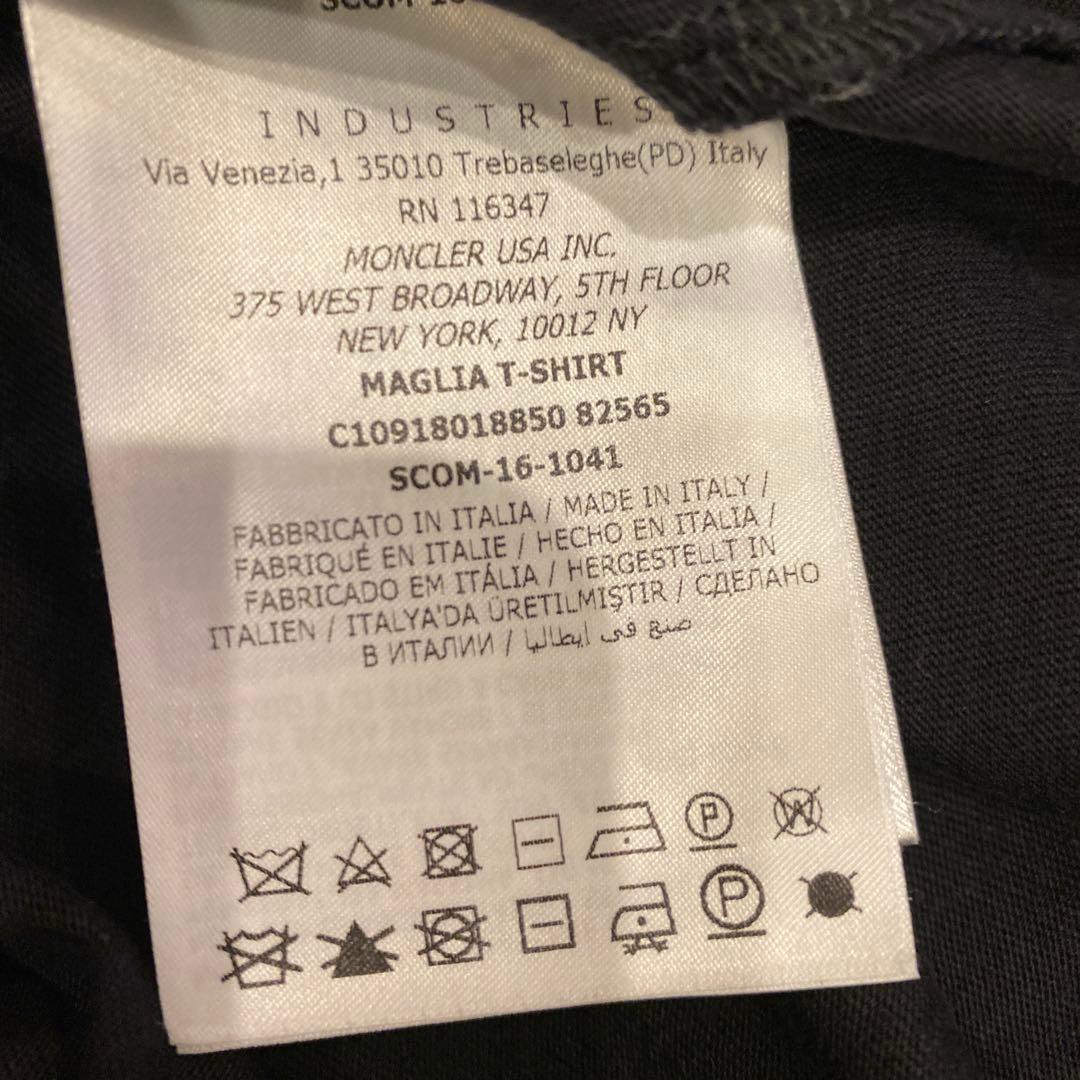 SCOM-16
INDUSTRIES
Via Venezia,1 35010 Trebaseleghe(PD) Italy
RN 116347
MONCLER USA INC.
375 WEST BROADWAY, 5TH FLOOR
NEW YORK, 10012 NY
MAGLIA T-SHIRT
C10918018850 82565
SCOM-16-1041
FABBRICATO IN ITALIA / MADE IN ITALY /
FABRIQUÉ EN ITALIE / HECHO EN ITALIA /
FABRICADO EM ITÁLIA / HERGESTELLT IN
ITALIEN / ITALYA'DA ÜRETILMIŞTIR / СДЕЛАНО
В ИТАЛИИ / صنع في ايطاليا
P W
P